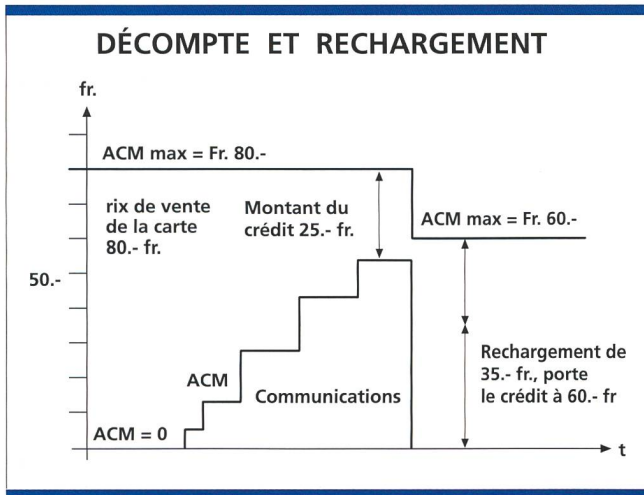 DÉCOMPTE ET RECHARGEMENT
fr.
ACM max = Fr. 80.-
rix de vente
de la carte
80.- fr.
Montant du
crédit 25.- fr.
ACM max = Fr. 60.-
50.-
ACM
Communications
Rechargement de
35.- fr., porte
le crédit à 60.- fr
ACM = 0
t